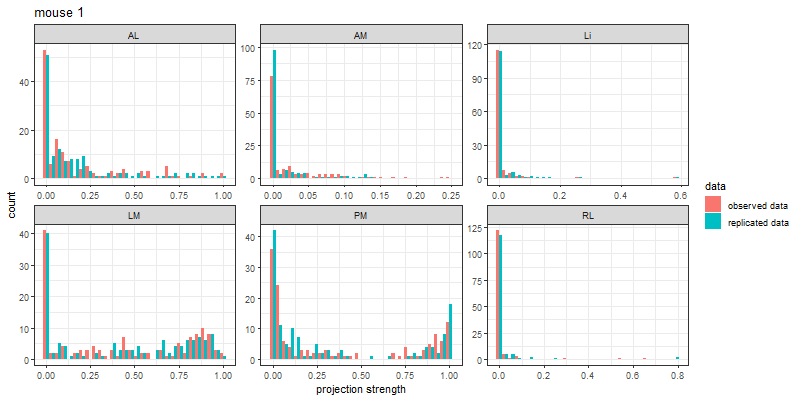 mouse 1
AL AM Li
40
20
0
100
75
50
25
0
120
90
60
30
0
0.00 0.25 0.50 0.75 1.00
0.00 0.05 0.10 0.15 0.20 0.25
0.0 0.2 0.4 0.6
LM PM RL
40
30
20
10
0
40
30
20
10
0
125
100
75
50
25
0
0.00 0.25 0.50 0.75 1.00
0.00 0.25 0.50 0.75 1.00
0.0 0.2 0.4 0.6 0.8
count
projection strength
data
observed data
replicated data